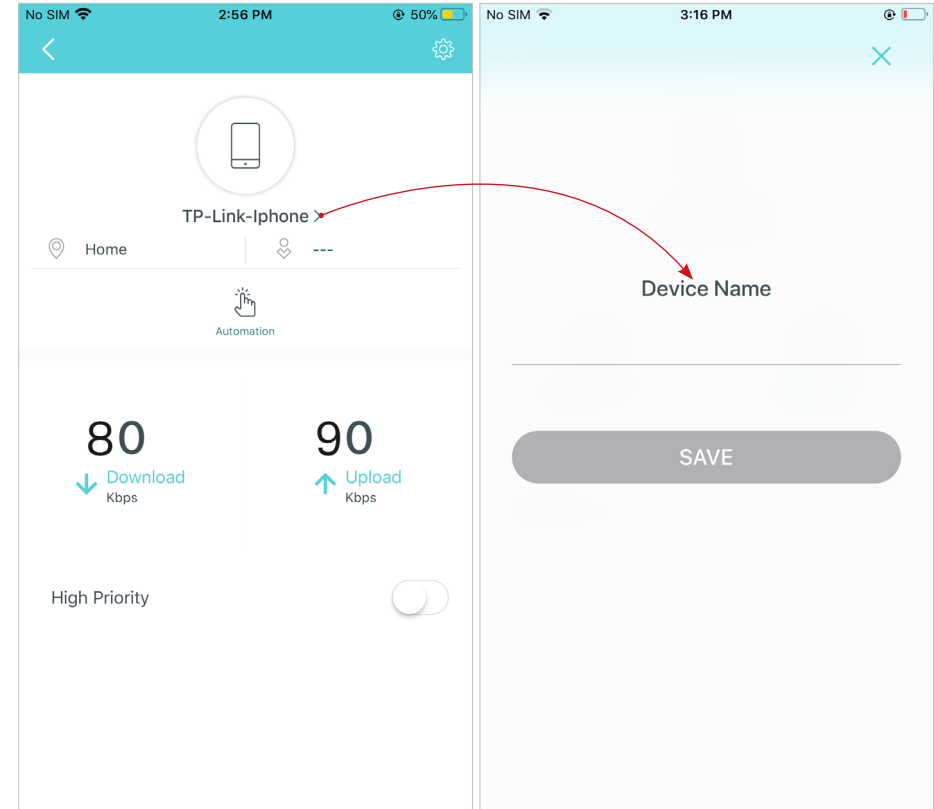 No SIM 2:56 PM 50%
TP-Link-Iphone >
Home ---
Automation
80 90
Download Upload
Kbps Kbps
High Priority
No SIM 3:16 PM
Device Name
SAVE